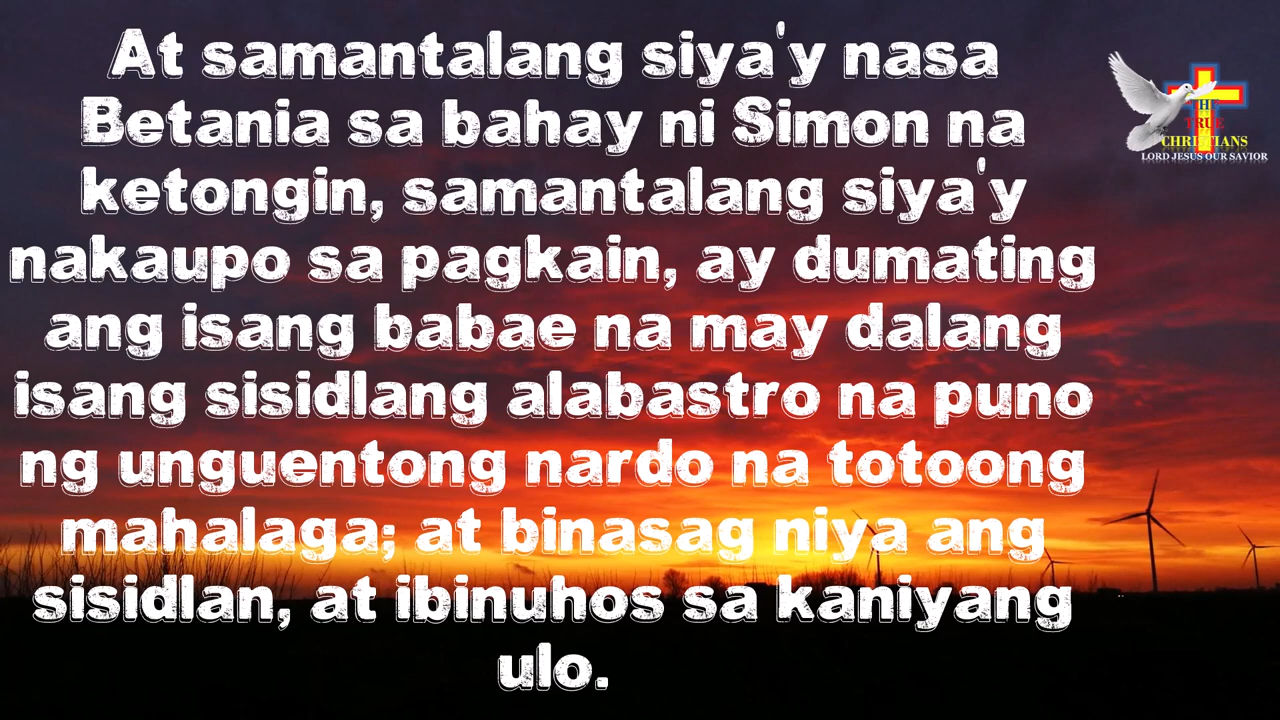 At samantalang siya'y nasa
Betania sa bahay ni Simon na
ketongin, samantalang siya'y
nakaupo sa pagkain, ay dumating
ang isang babae na may dalang
isang sisidlang alabastro na puno
ng unguentong nardo na totoong
mahalaga; at binasag niya ang
sisidlan, at ibinuhos sa kaniyang
ulo.
THE
TRUE
CHRISTIANS
LORD JESUS OUR SAVIOR